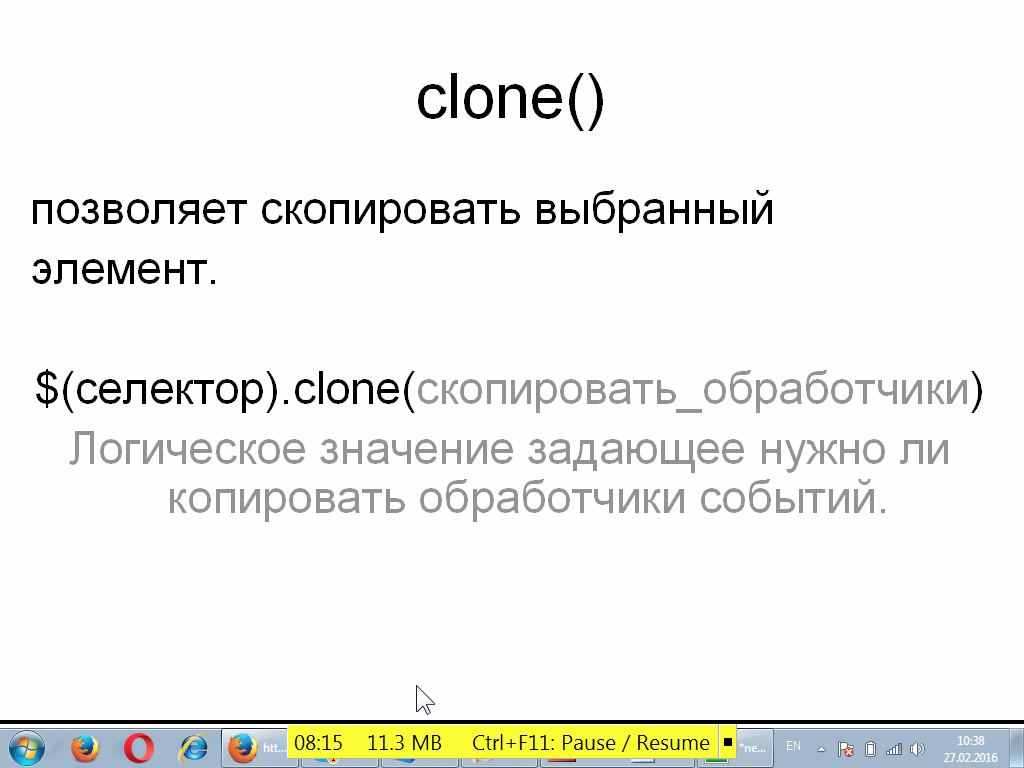 clone()
позволяет скопировать выбранный
элемент.
$(селектор).clone(скопировать_обработчики)
Логическое значение задающее нужно ли
копировать обработчики событий.
htt...
08:15 11.3 MB Ctrl+F11: Pause / Resume
*ne...
EN
10:38
27.02.2016